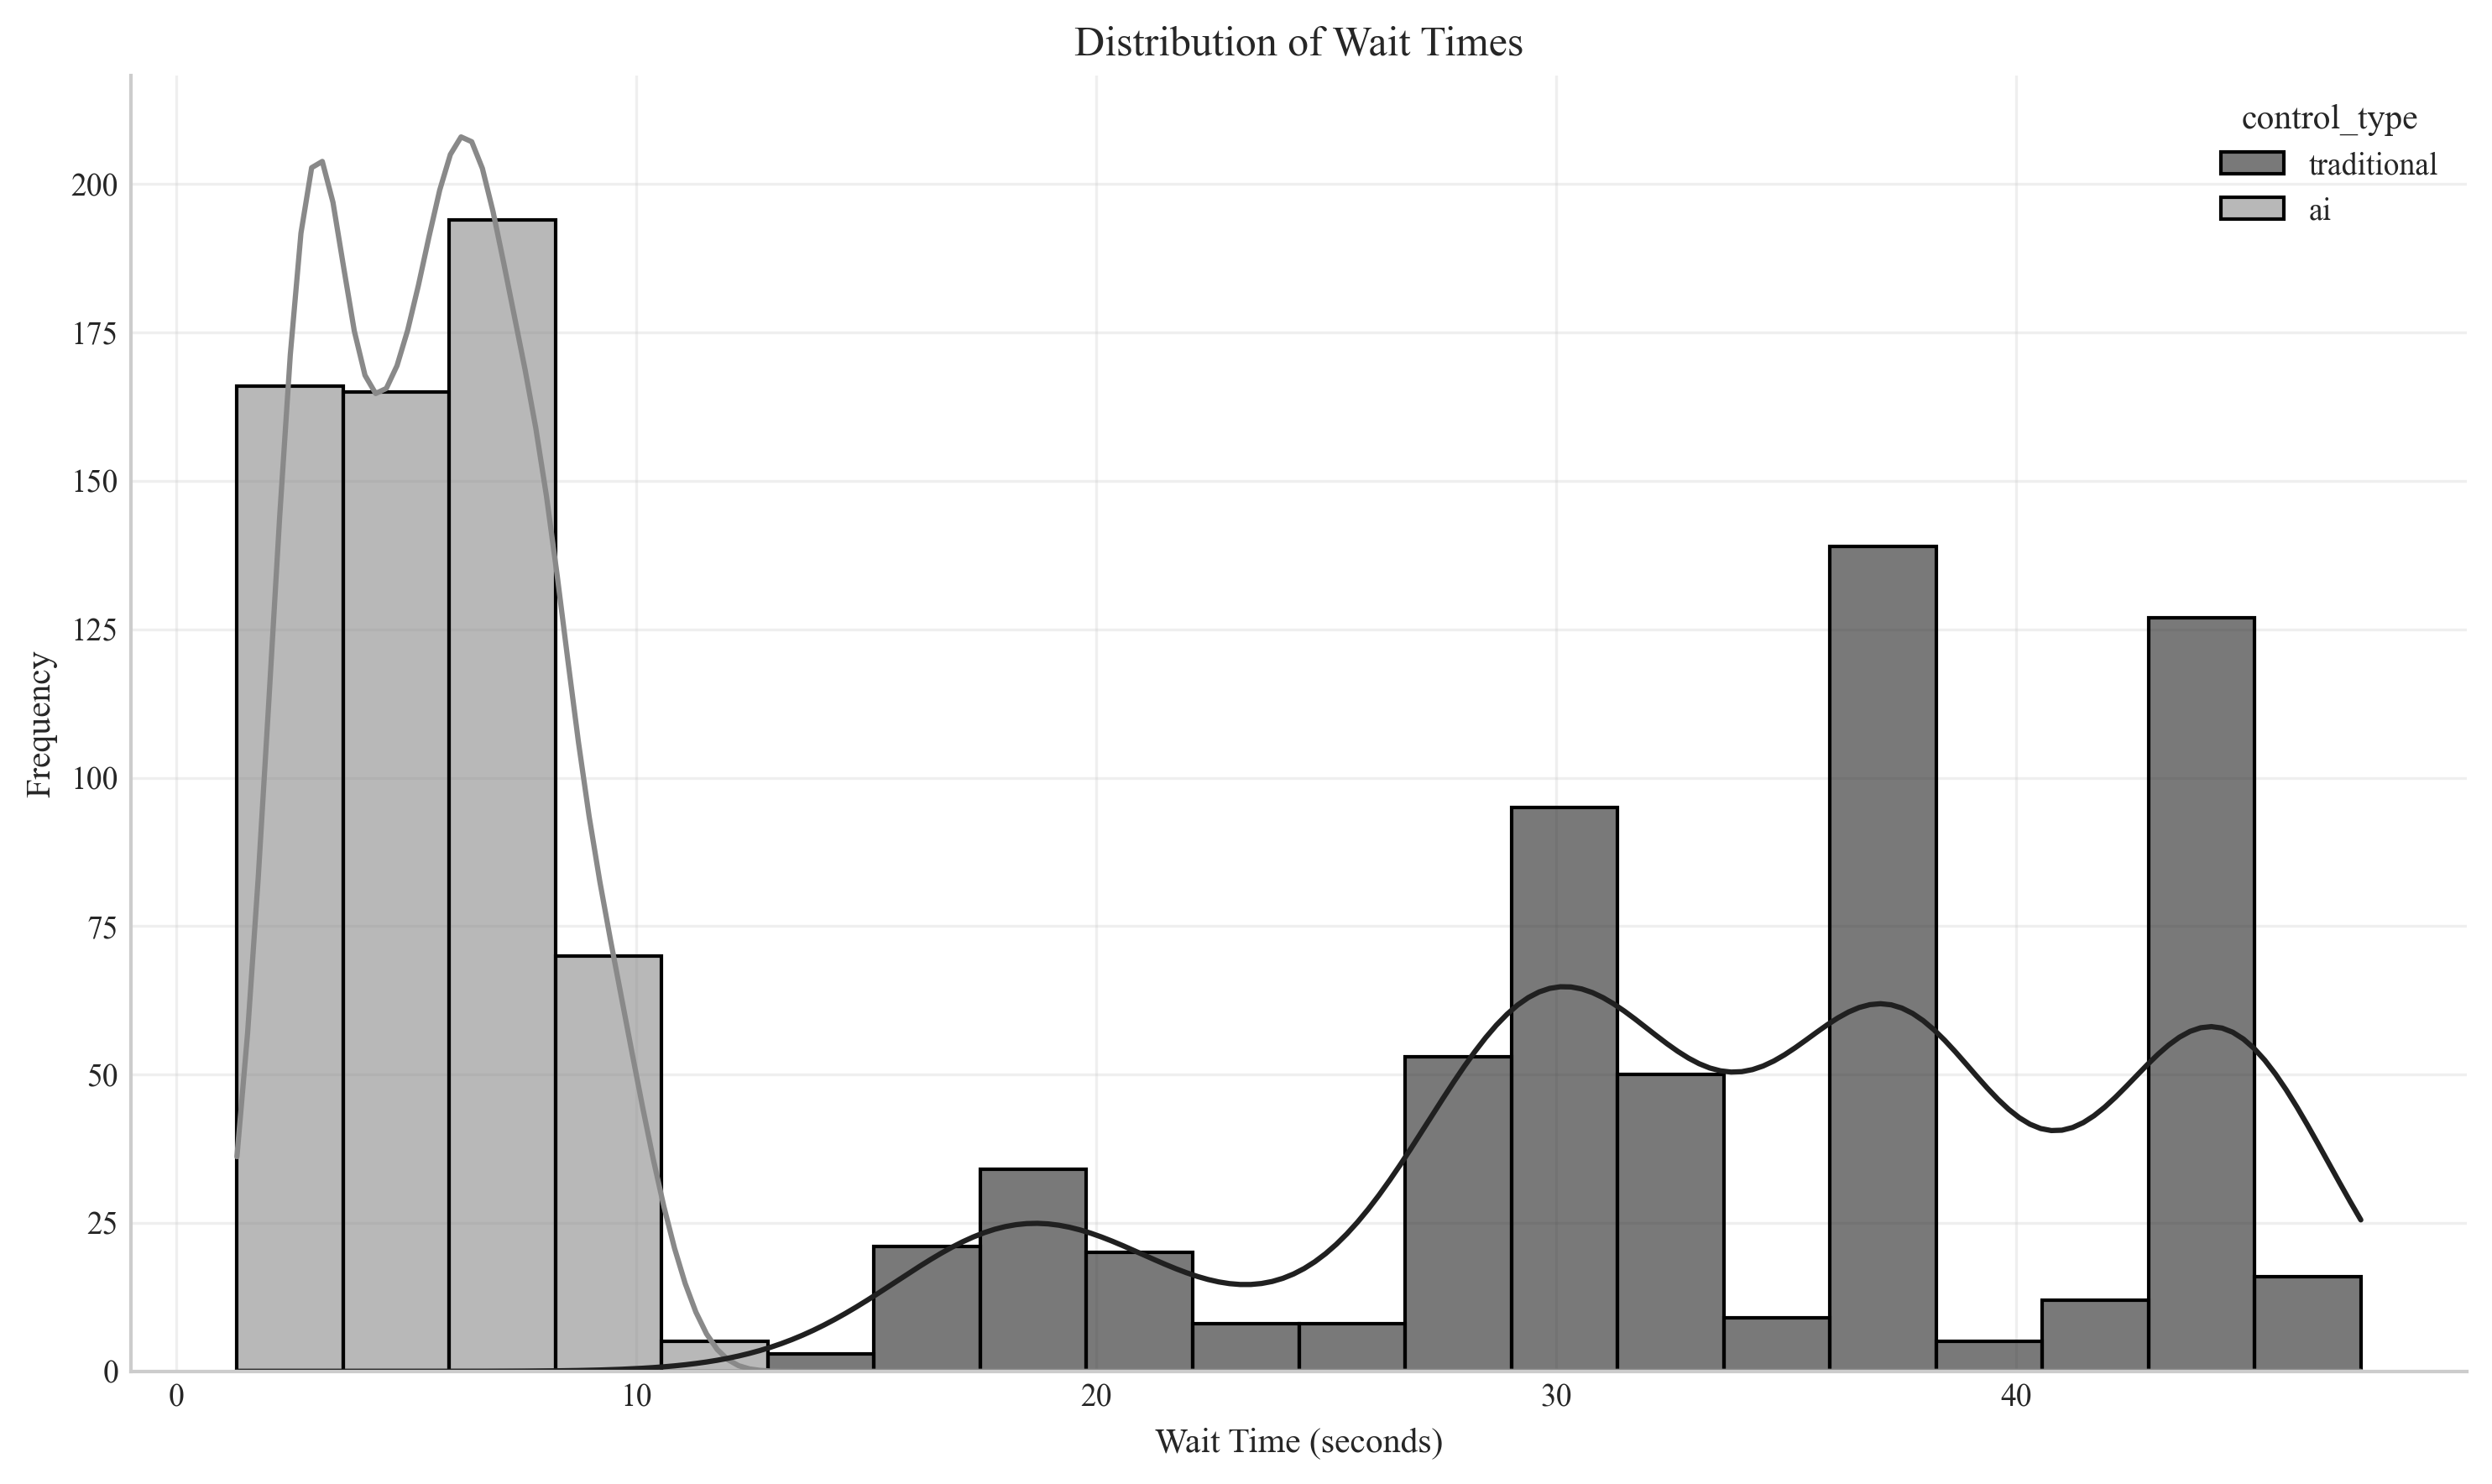 Distribution of Wait Times
control_type
traditional
ai
Frequency
200
175
150
125
100
75
50
25
0
0 10 20 30 40
Wait Time (seconds)